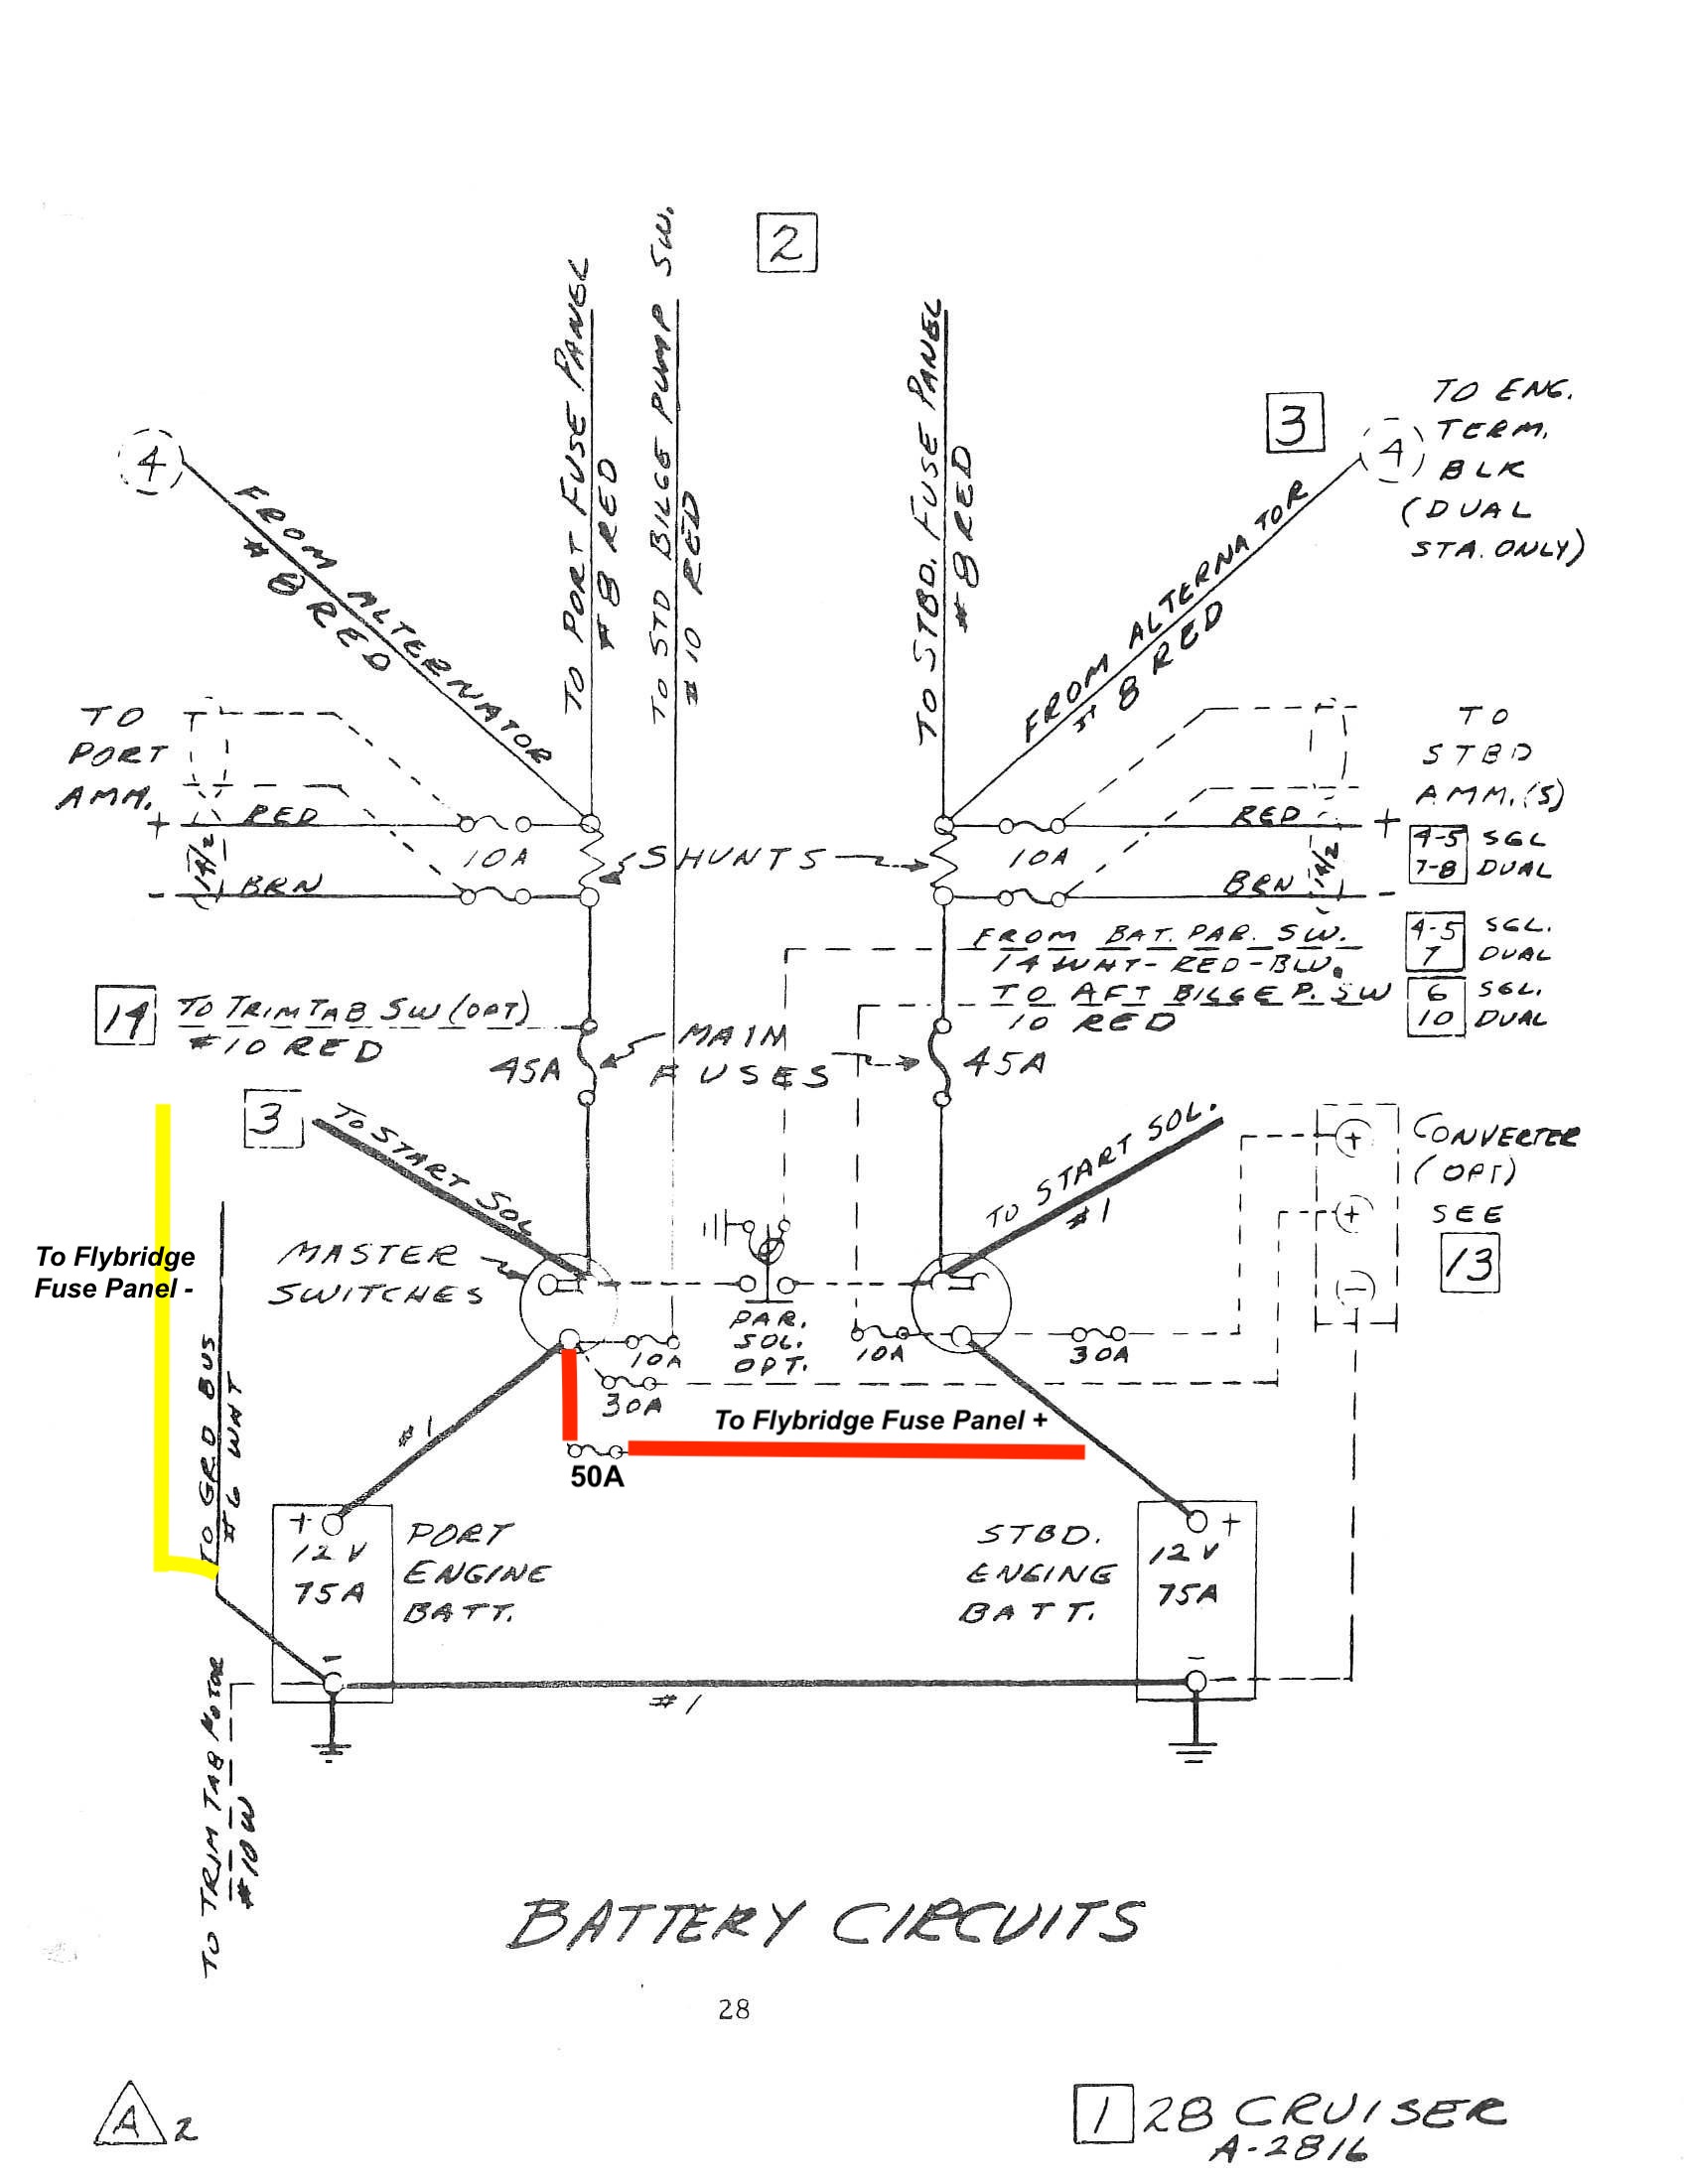 2
TO PORT FUSE PANEL
# 8 RED
TO STD BILGE PUMP SW.
# 10 RED
TO STBD. FUSE PANEL
# 8 RED
3
TO ENG.
TERM.
BLK
(DUAL
STA. ONLY)
4
4
FROM ALTERNATOR
# 8 RED
FROM ALTERNATOR
# 8 RED
TO
PORT
AMM.
+ RED
10A
14/2
- BRN
SHUNTS
10A
RED +
14/2
BRN -
TO
STBD
AMM.(S)
4-5 SGL
7-8 DUAL
FROM BAT. PAR. SW.
14 WHT-RED-BLU.
4-5 SGL.
7 DUAL
TO AFT BILGE P. SW
10 RED
6 SGL.
10 DUAL
14
TO TRIM TAB SW (OPT)
#10 RED
45A
MAIN
FUSES
45A
3
TO START SOL
TO START SOL.
#1
CONVERTER
(OPT)
SEE
13
+
+
-
To Flybridge
Fuse Panel -
MASTER
SWITCHES
PAR.
SOL.
OPT.
10A
30A
10A
30A
To Flybridge Fuse Panel +
50A
#1
TO GRD BUS
#6 WHT
+
12V
75A
-
PORT
ENGINE
BATT.
STBD.
ENGINE
BATT.
+
12V
75A
-
#1
TO TRIM TAB MOTOR
#10W
BATTERY CIRCUITS
28
A 2
1 28 CRUISER
A-2816